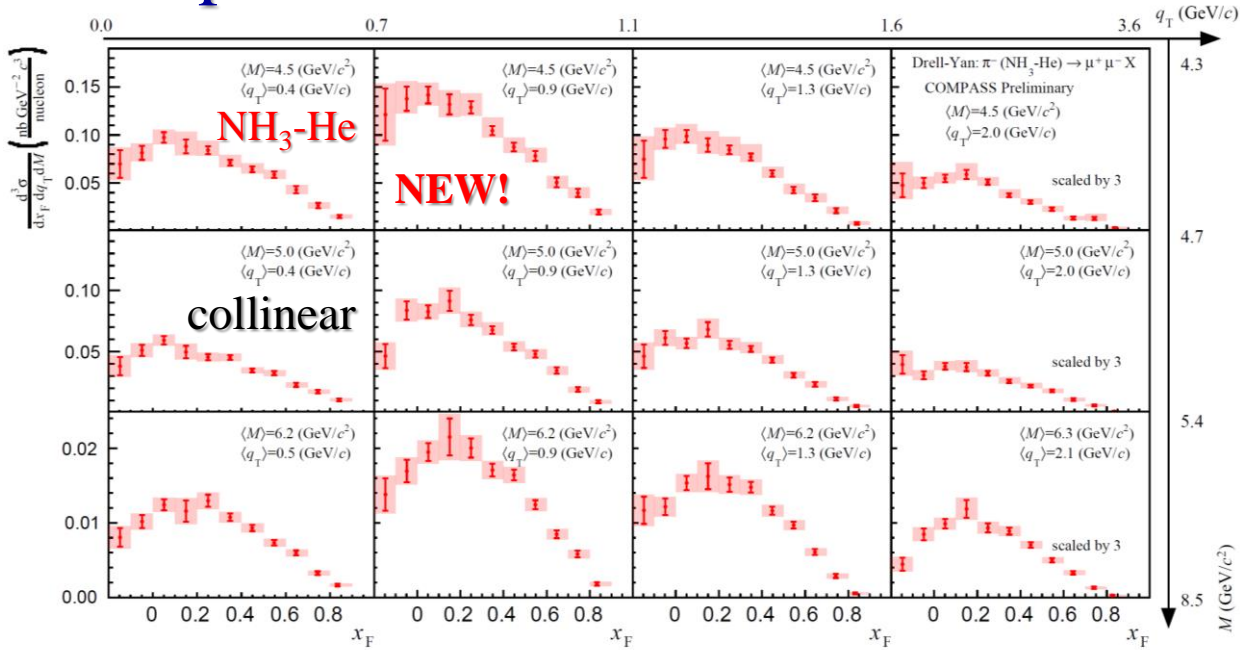 0.0 0.7 1.1 1.6 3.6 q_T (GeV/c)
d³σ / dx_F dq_T dM (nb GeV⁻² c³ / nucleon)
⟨M⟩=4.5 (GeV/c²)
⟨q_T⟩=0.4 (GeV/c)
NH₃-He
⟨M⟩=4.5 (GeV/c²)
⟨q_T⟩=0.9 (GeV/c)
NEW!
⟨M⟩=4.5 (GeV/c²)
⟨q_T⟩=1.3 (GeV/c)
Drell-Yan: π⁻ (NH₃-He) → μ⁺ μ⁻ X
COMPASS Preliminary
⟨M⟩=4.5 (GeV/c²)
⟨q_T⟩=2.0 (GeV/c)
scaled by 3
0.15
0.10
0.05
4.3
4.7
⟨M⟩=5.0 (GeV/c²)
⟨q_T⟩=0.4 (GeV/c)
collinear
⟨M⟩=5.0 (GeV/c²)
⟨q_T⟩=0.9 (GeV/c)
⟨M⟩=5.0 (GeV/c²)
⟨q_T⟩=1.3 (GeV/c)
⟨M⟩=5.0 (GeV/c²)
⟨q_T⟩=2.0 (GeV/c)
scaled by 3
0.10
0.05
5.4
⟨M⟩=6.2 (GeV/c²)
⟨q_T⟩=0.5 (GeV/c)
⟨M⟩=6.2 (GeV/c²)
⟨q_T⟩=0.9 (GeV/c)
⟨M⟩=6.2 (GeV/c²)
⟨q_T⟩=1.3 (GeV/c)
⟨M⟩=6.3 (GeV/c²)
⟨q_T⟩=2.1 (GeV/c)
scaled by 3
0.02
0.01
0.00
8.5
M (GeV/c²)
0 0.2 0.4 0.6 0.8 0 0.2 0.4 0.6 0.8 0 0.2 0.4 0.6 0.8 0 0.2 0.4 0.6 0.8
x_F x_F x_F x_F